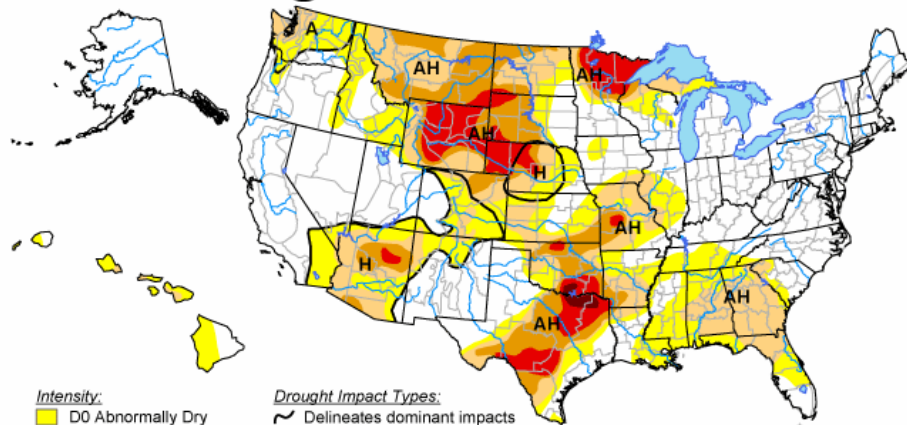 A
AH
AH
AH
H
AH
H
AH
AH
Intensity:
D0 Abnormally Dry
Drought Impact Types:
Delineates dominant impacts